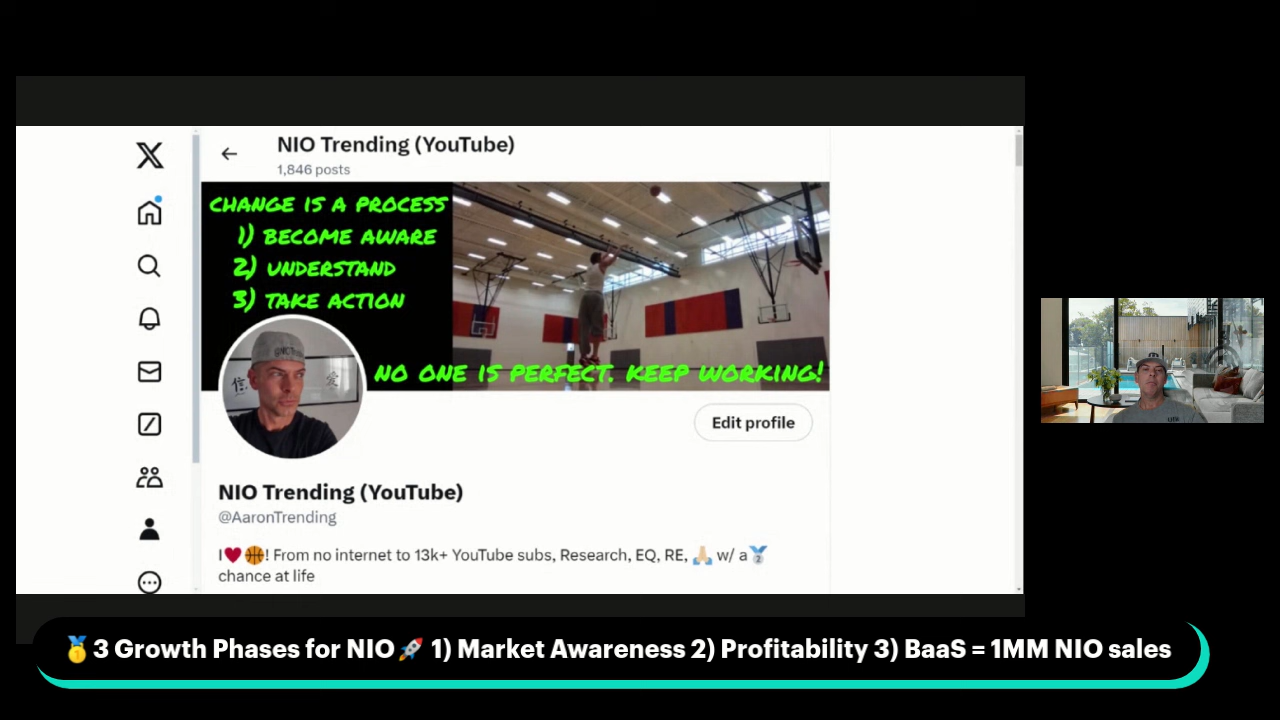 NIO Trending (YouTube)
1,846 posts
CHANGE IS A PROCESS
1) BECOME AWARE
2) UNDERSTAND
3) TAKE ACTION
信
愛
NO ONE IS PERFECT. KEEP WORKING!
Edit profile
NIO Trending (YouTube)
@AaronTrending
I❤️🏀! From no internet to 13k+ YouTube subs, Research, EQ, RE, 🙏🏼 w/ a🥈
chance at life
🥇3 Growth Phases for NIO🚀 1) Market Awareness 2) Profitability 3) BaaS = 1MM NIO sales